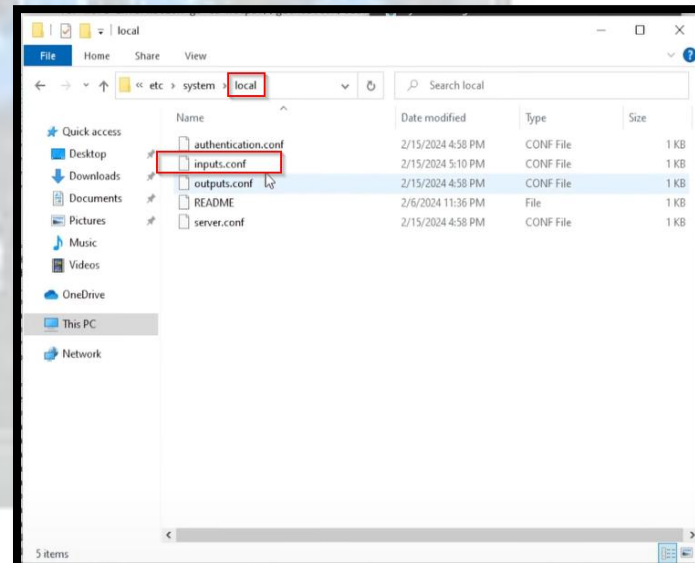 local
File Home Share View
« etc › system › local
Search local
Name Date modified Type Size
Quick access
Desktop
Downloads
Documents
Pictures
Music
Videos
OneDrive
This PC
Network
authentication.conf 2/15/2024 4:58 PM CONF File 1 KB
inputs.conf 2/15/2024 5:10 PM CONF File 1 KB
outputs.conf 2/15/2024 4:58 PM CONF File 1 KB
README 2/6/2024 11:36 PM File 1 KB
server.conf 2/15/2024 4:58 PM CONF File 1 KB
5 items